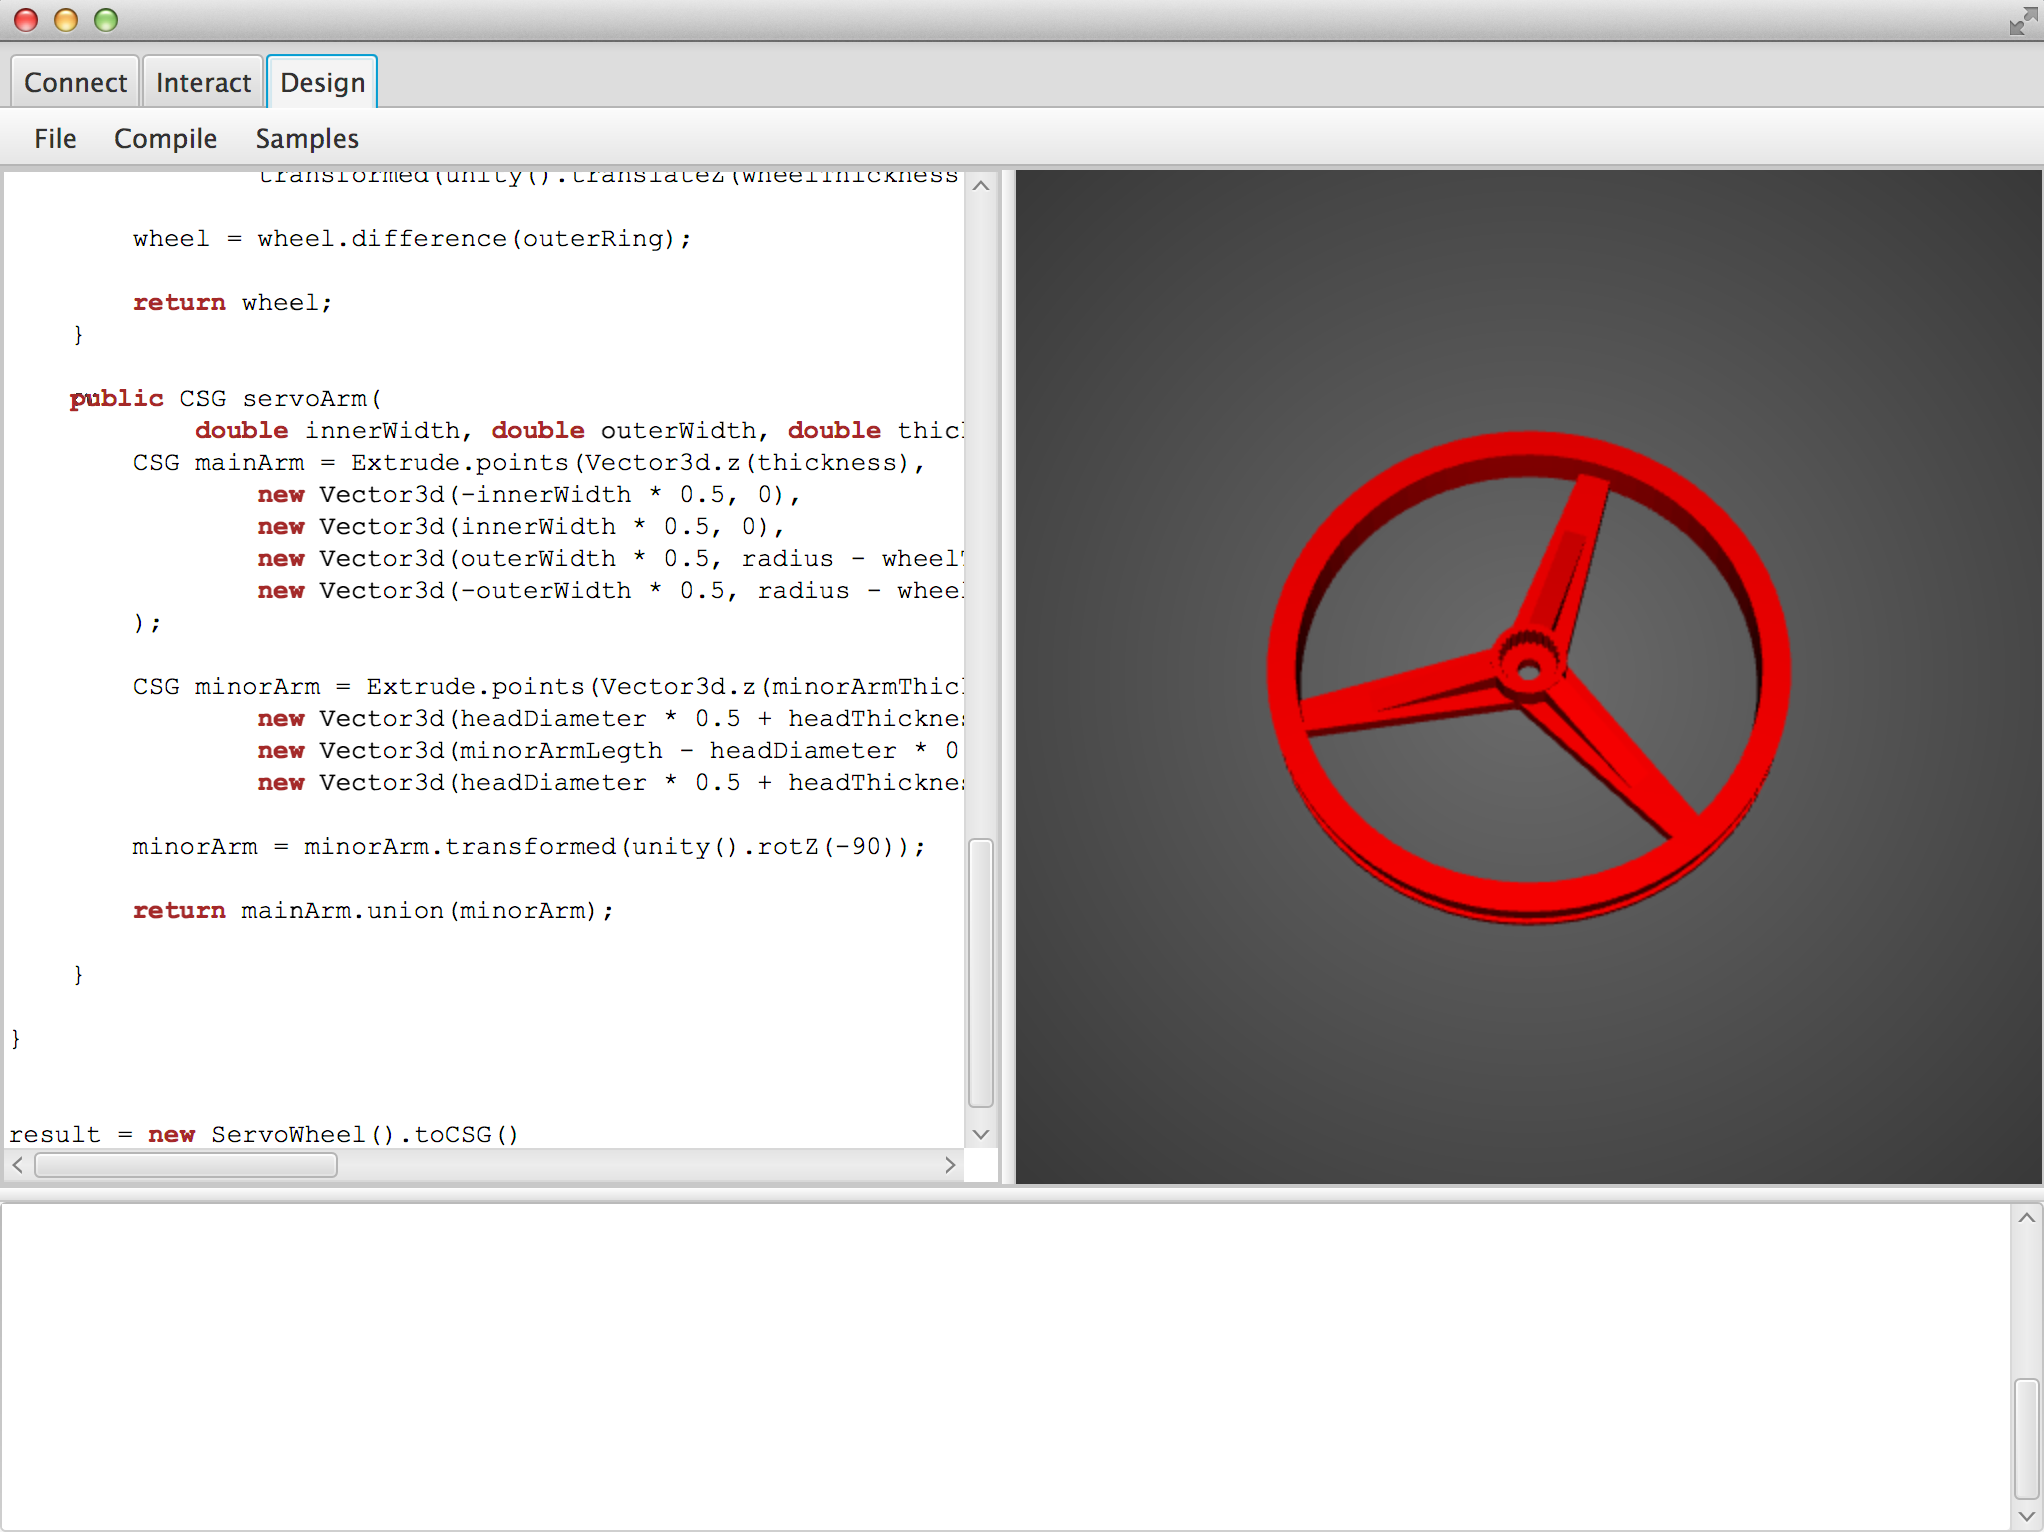 Connect Interact Design
File Compile Samples
transformed(unity().translateZ(wheelThickness
wheel = wheel.difference(outerRing);
return wheel;
}
public CSG servoArm(
double innerWidth, double outerWidth, double thic
CSG mainArm = Extrude.points(Vector3d.z(thickness),
new Vector3d(-innerWidth * 0.5, 0),
new Vector3d(innerWidth * 0.5, 0),
new Vector3d(outerWidth * 0.5, radius - wheel
new Vector3d(-outerWidth * 0.5, radius - wheel
);
CSG minorArm = Extrude.points(Vector3d.z(minorArmThic
new Vector3d(headDiameter * 0.5 + headThicknes
new Vector3d(minorArmLegth - headDiameter * 0
new Vector3d(headDiameter * 0.5 + headThicknes
minorArm = minorArm.transformed(unity().rotZ(-90));
return mainArm.union(minorArm);
}
}
result = new ServoWheel().toCSG()